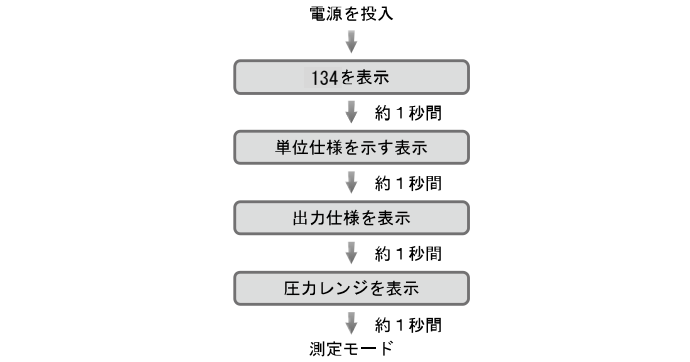 電源を投入
134を表示
約１秒間
単位仕様を示す表示
約１秒間
出力仕様を表示
約１秒間
圧力レンジを表示
約１秒間
測定モード